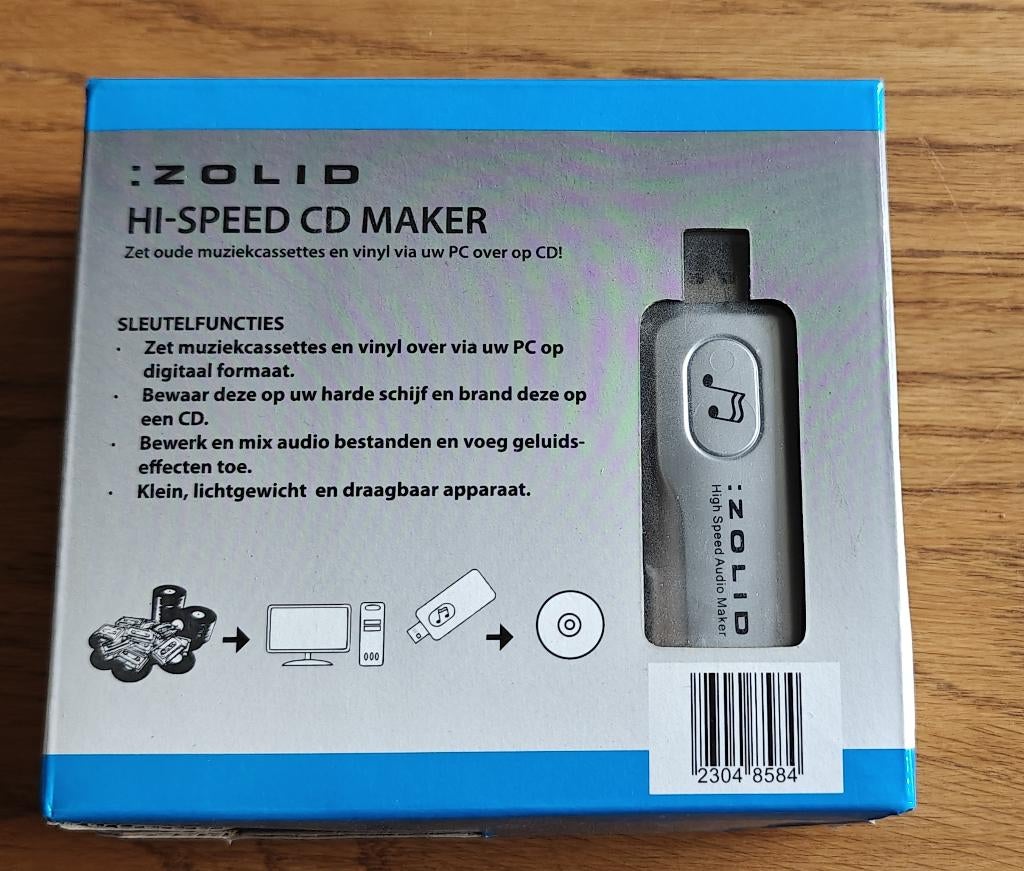 :ZOLID
HI-SPEED CD MAKER
Zet oude muziekcassettes en vinyl via uw PC over op CD!
SLEUTELFUNCTIES
· Zet muziekcassettes en vinyl over via uw PC op
digitaal formaat.
· Bewaar deze op uw harde schijf en brand deze op
een CD.
· Bewerk en mix audio bestanden en voeg geluids-
effecten toe.
· Klein, lichtgewicht en draagbaar apparaat.
:ZOLID
High Speed Audio Maker
2304 8584